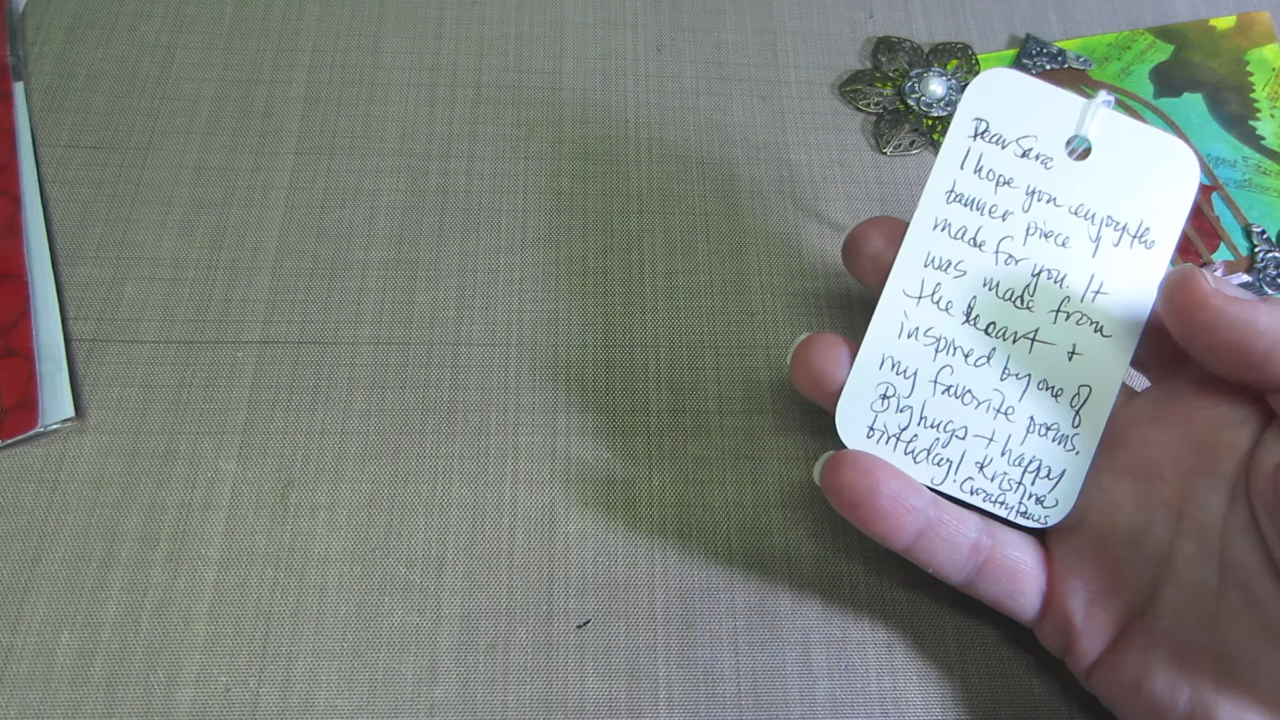 Dear Sara
I hope you enjoy the
banner piece I
made for you. It
was made from
the heart +
inspired by one of
my favorite poems.
Big hugs + happy
birthday! Kristina
CraftyPaws